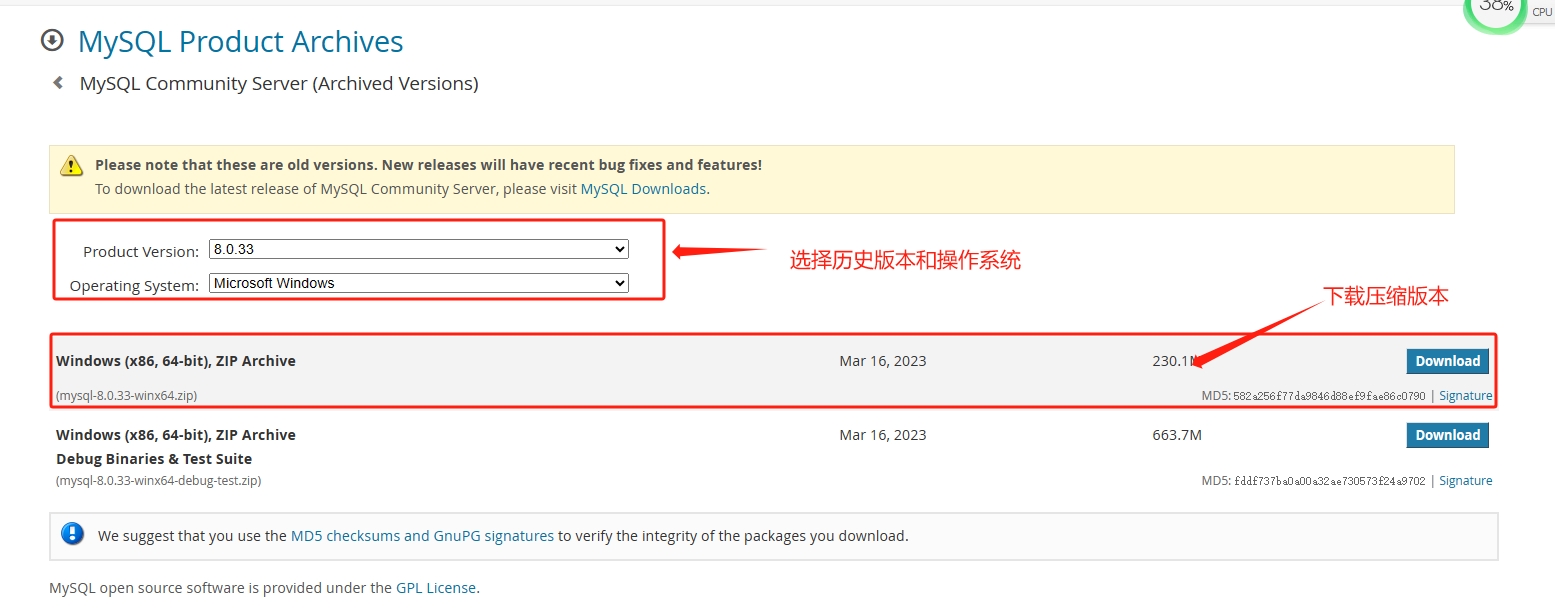 38%
CPU
MySQL Product Archives
MySQL Community Server (Archived Versions)
Please note that these are old versions. New releases will have recent bug fixes and features!
To download the latest release of MySQL Community Server, please visit MySQL Downloads.
Product Version: 8.0.33
选择历史版本和操作系统
Operating System: Microsoft Windows
下载压缩版本
Windows (x86, 64-bit), ZIP Archive Mar 16, 2023 230.1M Download
(mysql-8.0.33-winx64.zip) MD5: 582a256f77da9846d88ef9fae86c0790 | Signature
Windows (x86, 64-bit), ZIP Archive Mar 16, 2023 663.7M Download
Debug Binaries & Test Suite
(mysql-8.0.33-winx64-debug-test.zip) MD5: fddf737ba0a00a32ae730573f24a9702 | Signature
We suggest that you use the MD5 checksums and GnuPG signatures to verify the integrity of the packages you download.
MySQL open source software is provided under the GPL License.